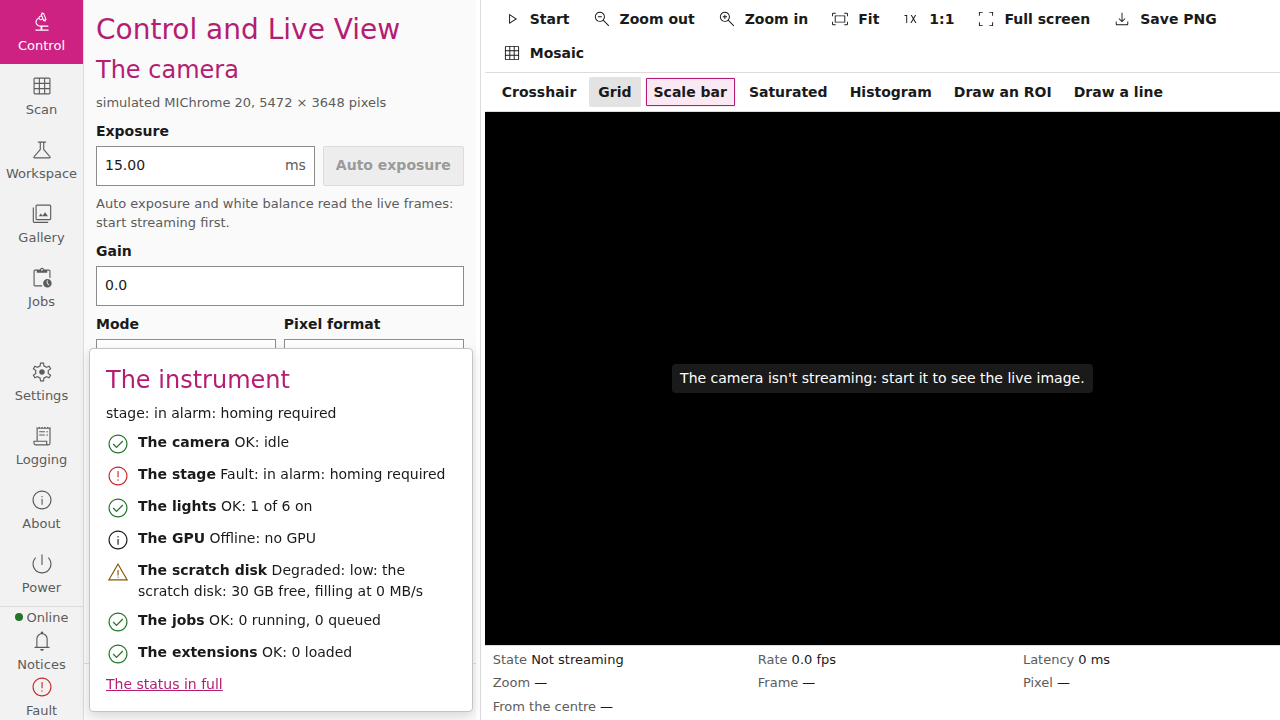 Control
Scan
Workspace
Gallery
Jobs
Settings
Logging
About
Power
Online
Notices
Fault
Control and Live View
The camera
simulated MIChrome 20, 5472 × 3648 pixels
Exposure
15.00 ms
Auto exposure
Auto exposure and white balance read the live frames:
start streaming first.
Gain
0.0
Mode Pixel format
The instrument
stage: in alarm: homing required
The camera OK: idle
The stage Fault: in alarm: homing required
The lights OK: 1 of 6 on
The GPU Offline: no GPU
The scratch disk Degraded: low: the
scratch disk: 30 GB free, filling at 0 MB/s
The jobs OK: 0 running, 0 queued
The extensions OK: 0 loaded
The status in full
Start Zoom out Zoom in Fit 1X 1:1 Full screen Save PNG
Mosaic
Crosshair Grid Scale bar Saturated Histogram Draw an ROI Draw a line
The camera isn't streaming: start it to see the live image.
State Not streaming Rate 0.0 fps Latency 0 ms
Zoom — Frame — Pixel —
From the centre —